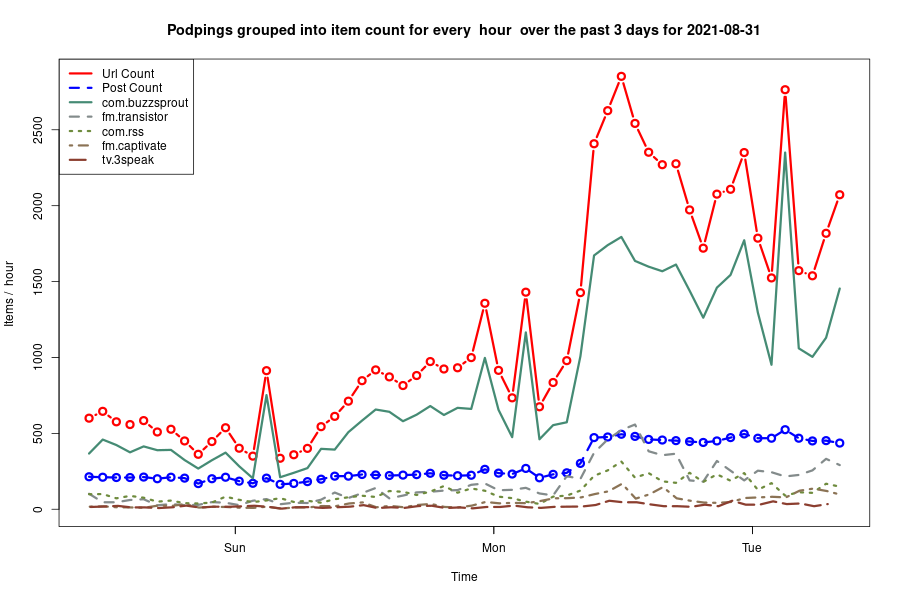 Podpings grouped into item count for every  hour  over the past 3 days for 2021-08-31
Url Count
Post Count
com.buzzsprout
fm.transistor
com.rss
fm.captivate
tv.3speak
Items /  hour
2500
2000
1500
1000
500
0
Sun
Mon
Tue
Time